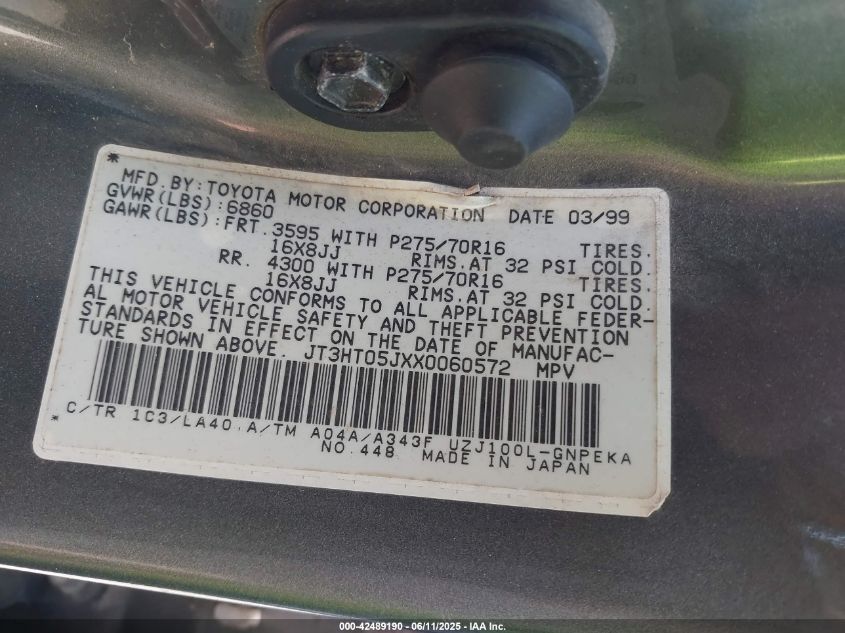 *
MFD.BY:TOYOTA MOTOR CORPORATION DATE 03/99
GVWR(LBS):6860
GAWR(LBS):FRT.3595 WITH P275/70R16 TIRES.
16X8JJ RIMS.AT 32 PSI COLD.
RR. 4300 WITH P275/70R16 TIRES.
16X8JJ RIMS.AT 32 PSI COLD.
THIS VEHICLE CONFORMS TO ALL APPLICABLE FEDER-
AL MOTOR VEHICLE SAFETY AND THEFT PREVENTION
STANDARDS IN EFFECT ON THE DATE OF MANUFAC-
TURE SHOWN ABOVE. JT3HT05JXX0060572 MPV
* C/TR 1C3/LA40 A/TM A04A/A343F UZJ100L-GNPEKA
NO.448 MADE IN JAPAN
000-42489190 - 06/11/2025 - IAA Inc.